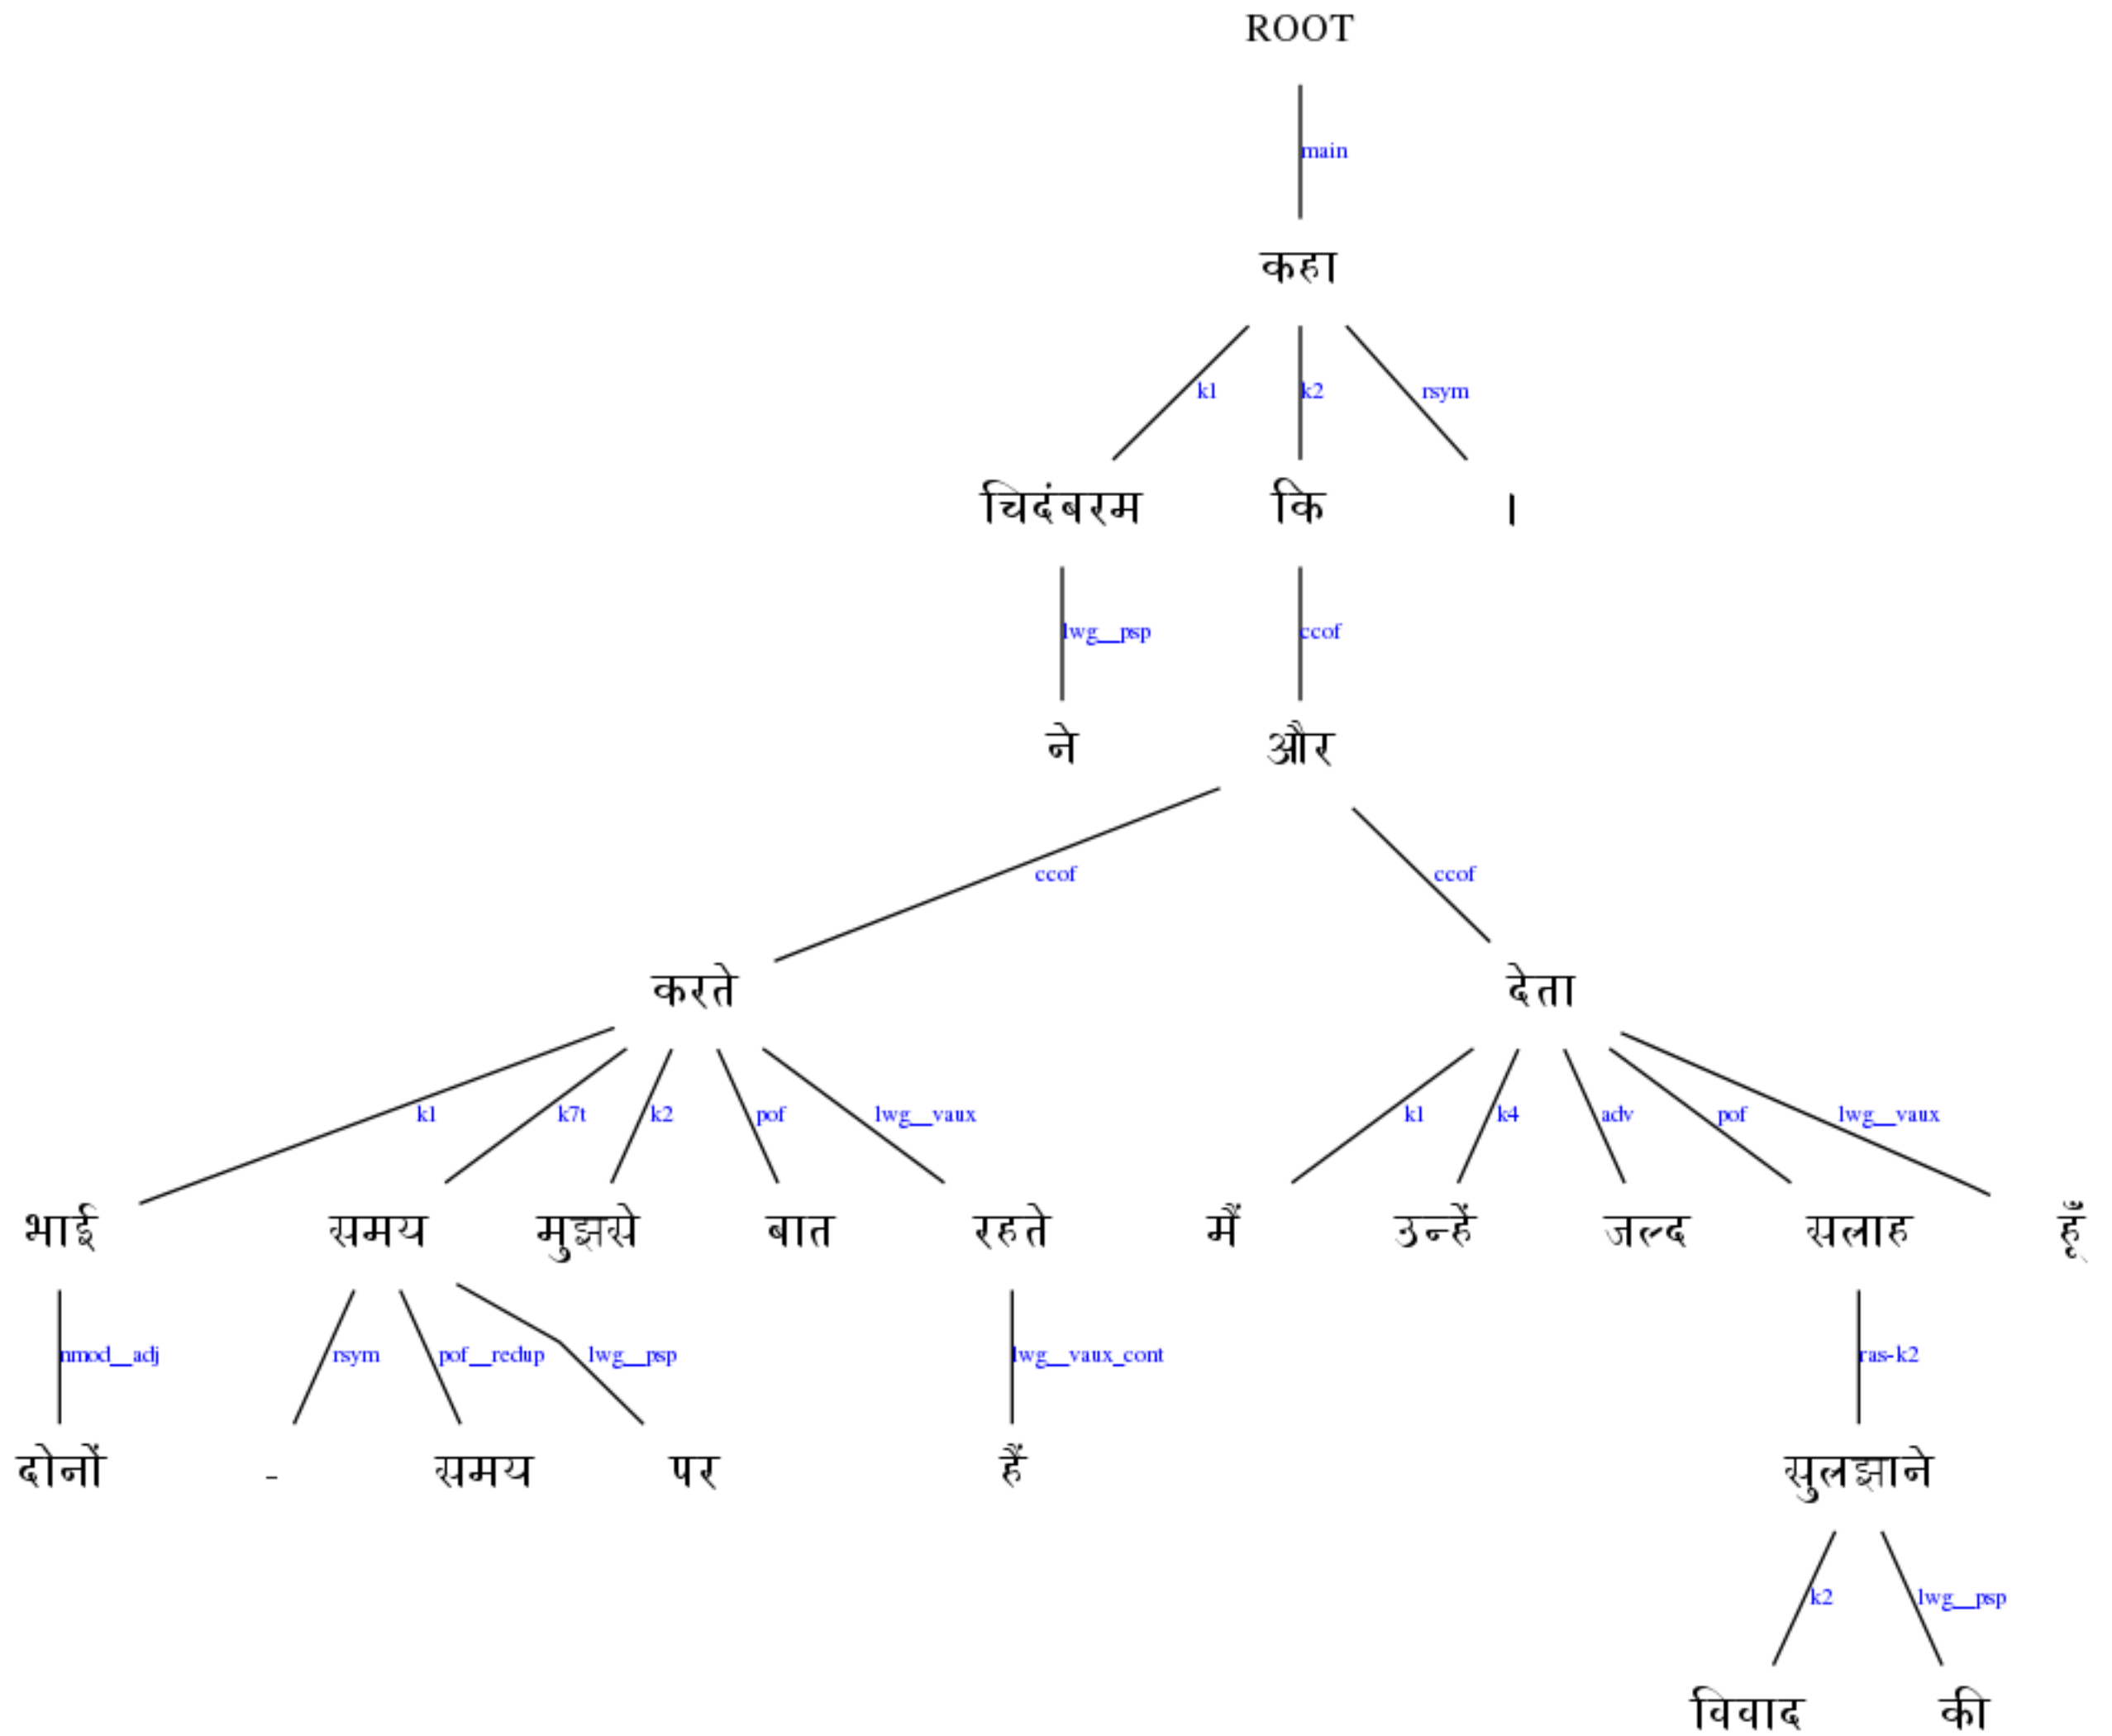 ROOT
main
कहा
k1 k2 rsym
चिदंबरम कि ।
lwg__psp ccof
ने और
ccof ccof
करते देता
k1 k7t k2 pof lwg__vaux k1 k4 adv pof lwg__vaux
भाई समय मुझसे बात रहते मैं उन्हें जल्द सलाह हूँ
nmod__adj rsym pof__redup lwg__psp lwg__vaux_cont ras-k2
दोनों - समय पर हैं सुलझाने
k2 lwg__psp
विवाद की